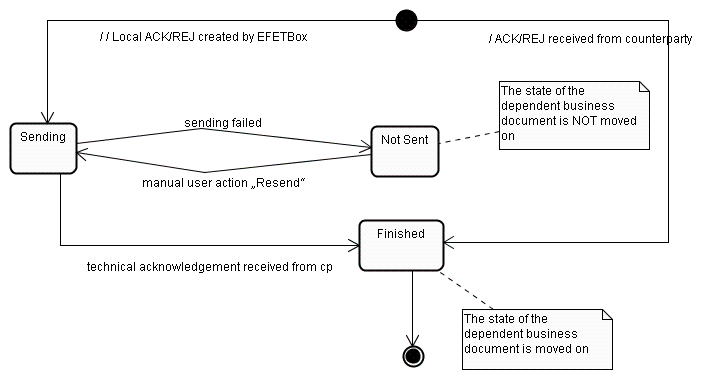 / / Local ACK/REJ created by EFETBox
/ ACK/REJ received from counterparty
The state of the
dependent business
document is NOT moved
on
sending failed
Sending
Not Sent
manual user action „Resend“
Finished
technical acknowledgement received from cp
The state of the
dependent business
document is moved on